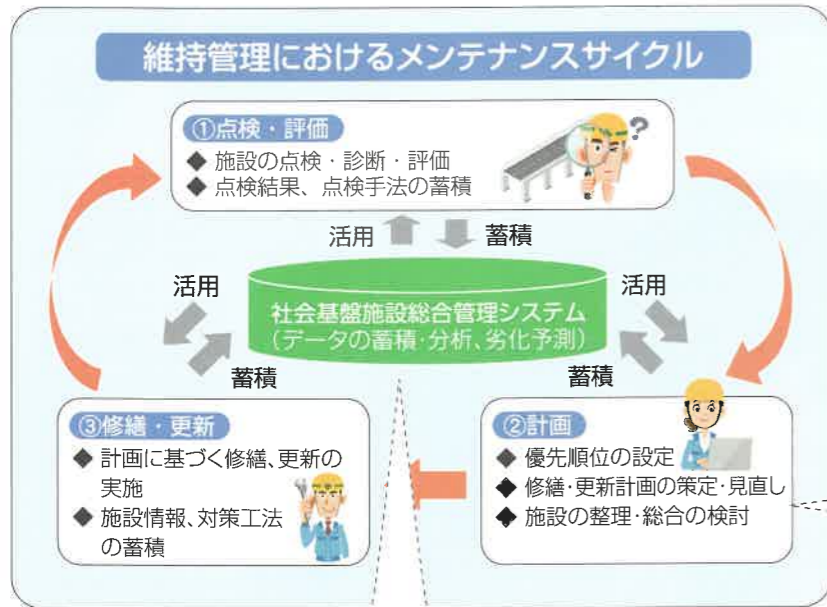 維持管理におけるメンテナンスサイクル
①点検・評価
◆ 施設の点検・診断・評価
◆ 点検結果、点検手法の蓄積
?
活用
蓄積
活用
蓄積
社会基盤施設総合管理システム
(データの蓄積・分析、劣化予測)
活用
蓄積
②計画
◆ 優先順位の設定
◆ 修繕・更新計画の策定・見直し
◆ 施設の整理・総合の検討
③修繕・更新
◆ 計画に基づく修繕、更新の
実施
◆ 施設情報、対策工法
の蓄積